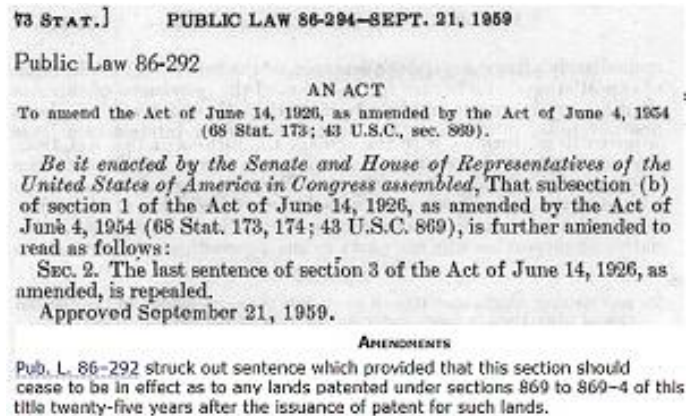 73 STAT.] PUBLIC LAW 86-294—SEPT. 21, 1959
Public Law 86-292
AN ACT
To amend the Act of June 14, 1926, as amended by the Act of June 4, 1954
(68 Stat. 173; 43 U.S.C., sec. 869).
Be it enacted by the Senate and House of Representatives of the
United States of America in Congress assembled, That subsection (b)
of section 1 of the Act of June 14, 1926, as amended by the Act of
June 4, 1954 (68 Stat. 173, 174; 43 U.S.C. 869), is further amended to
read as follows:
SEC. 2. The last sentence of section 3 of the Act of June 14, 1926, as
amended, is repealed.
Approved September 21, 1959.
AMENDMENTS
Pub. L. 86–292 struck out sentence which provided that this section should
cease to be in effect as to any lands patented under sections 869 to 869–4 of this
title twenty-five years after the issuance of patent for such lands.